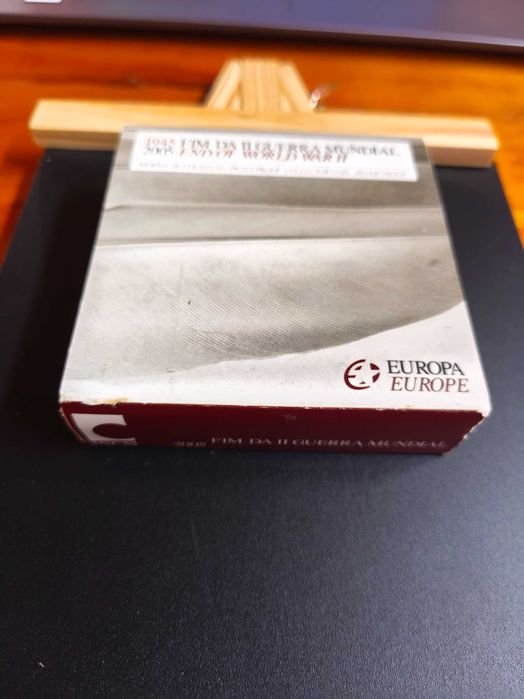 1945 FIM DA II GUERRA MUNDIAL
2005 END OF WORLD WAR II
EUROPA
EUROPE
2005 FIM DA II GUERRA MUNDIAL